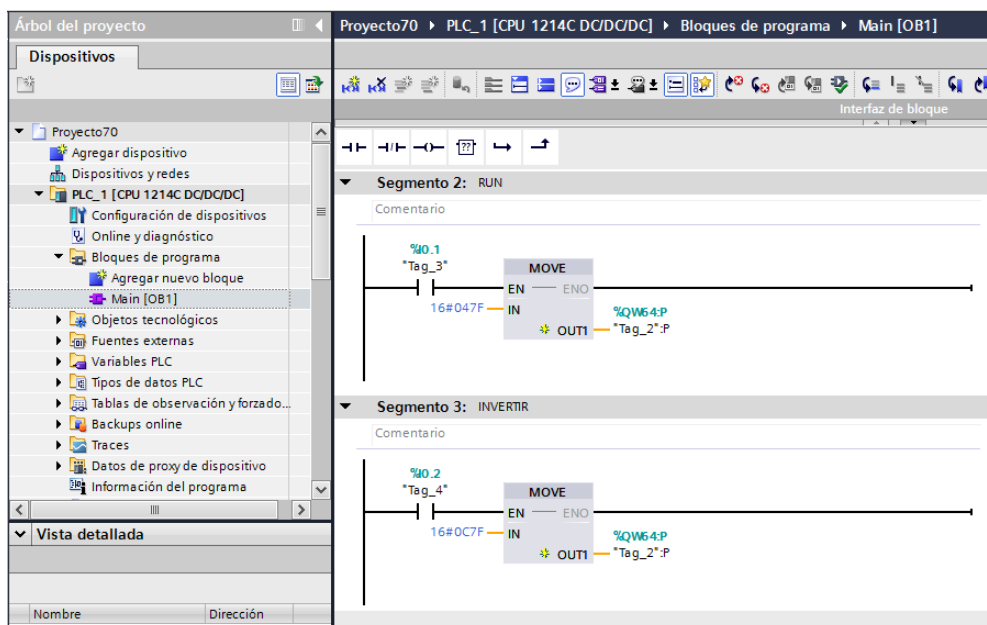 Árbol del proyecto
Dispositivos
Proyecto70
Agregar dispositivo
Dispositivos y redes
PLC_1 [CPU 1214C DC/DC/DC]
Configuración de dispositivos
Online y diagnóstico
Bloques de programa
Agregar nuevo bloque
Main [OB1]
Objetos tecnológicos
Fuentes externas
Variables PLC
Tipos de datos PLC
Tablas de observación y forzado...
Backups online
Traces
Datos de proxy de dispositivo
Información del programa
Vista detallada
Nombre Dirección
Proyecto70 PLC_1 [CPU 1214C DC/DC/DC] Bloques de programa Main [OB1]
Interfaz de bloque
??
Segmento 2: RUN
Comentario
%I0.1
"Tag_3"
MOVE
EN ENO
16#047F IN %QW64:P
OUT1 "Tag_2":P
Segmento 3: INVERTIR
Comentario
%I0.2
"Tag_4"
MOVE
EN ENO
16#0C7F IN %QW64:P
OUT1 "Tag_2":P